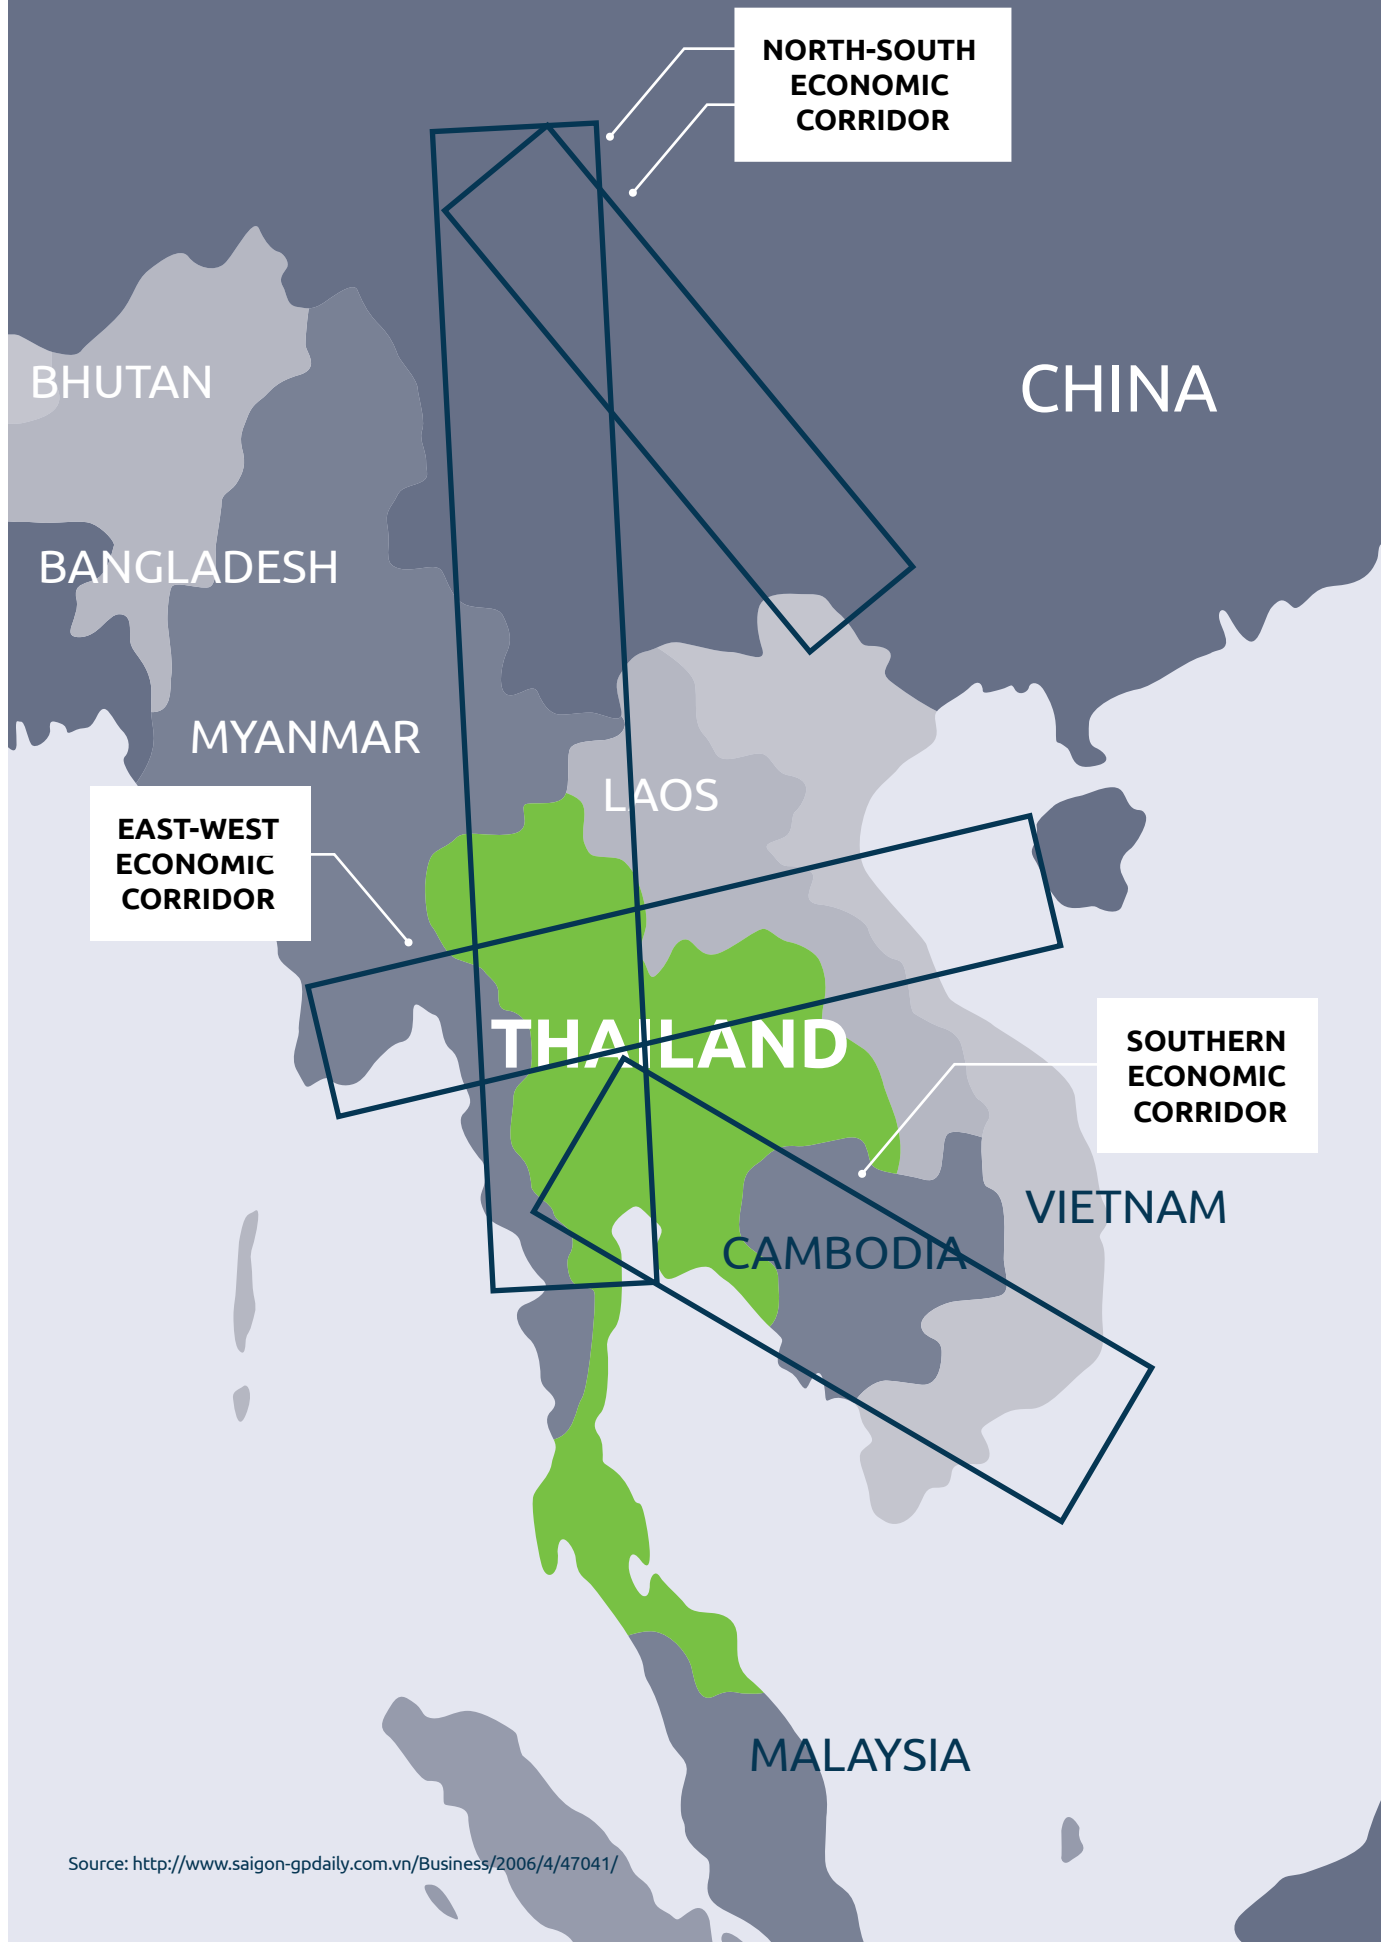 NORTH-SOUTH
ECONOMIC
CORRIDOR
BHUTAN
CHINA
BANGLADESH
MYANMAR
LAOS
EAST-WEST
ECONOMIC
CORRIDOR
THAILAND
SOUTHERN
ECONOMIC
CORRIDOR
VIETNAM
CAMBODIA
MALAYSIA
Source: http://www.saigon-gpdaily.com.vn/Business/2006/4/47041/